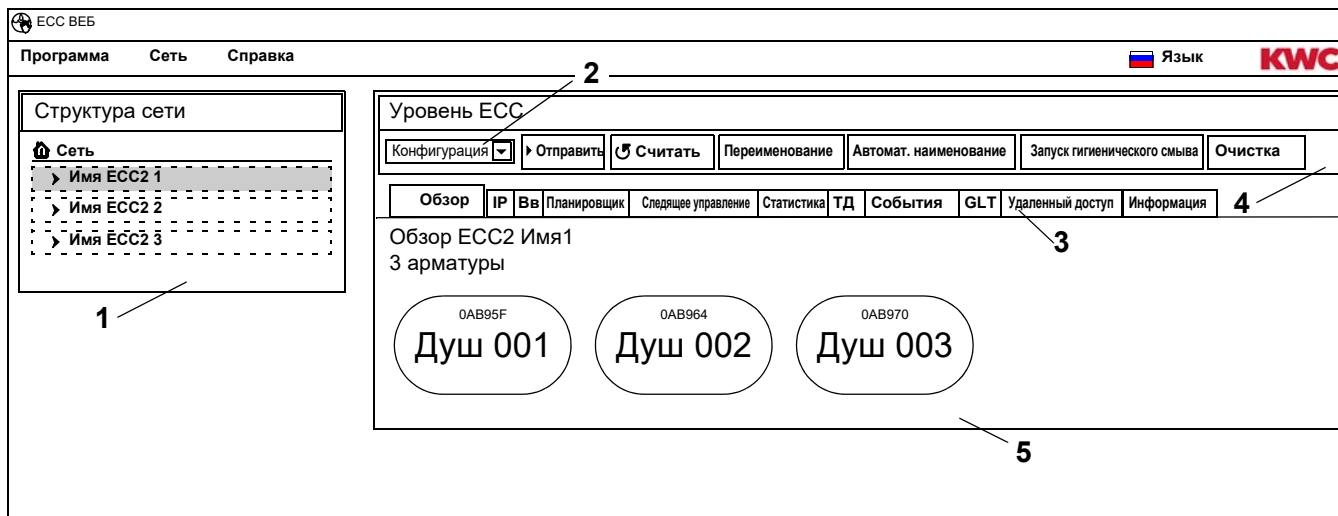 ECC ВЕБ
Программа Сеть Справка Язык KWC
2
Структура сети
Сеть
Имя ECC2 1
Имя ECC2 2
Имя ECC2 3
1
Уровень ECC
Конфигурация Отправить Считать Переименование Автомат. наименование Запуск гигиенического смыва Очистка
4
Обзор IP Вв Планировщик Следящее управление Статистика ТД События GLT Удаленный доступ Информация
3
Обзор ECC2 Имя1
3 арматуры
0AB95F
Душ 001
0AB964
Душ 002
0AB970
Душ 003
5